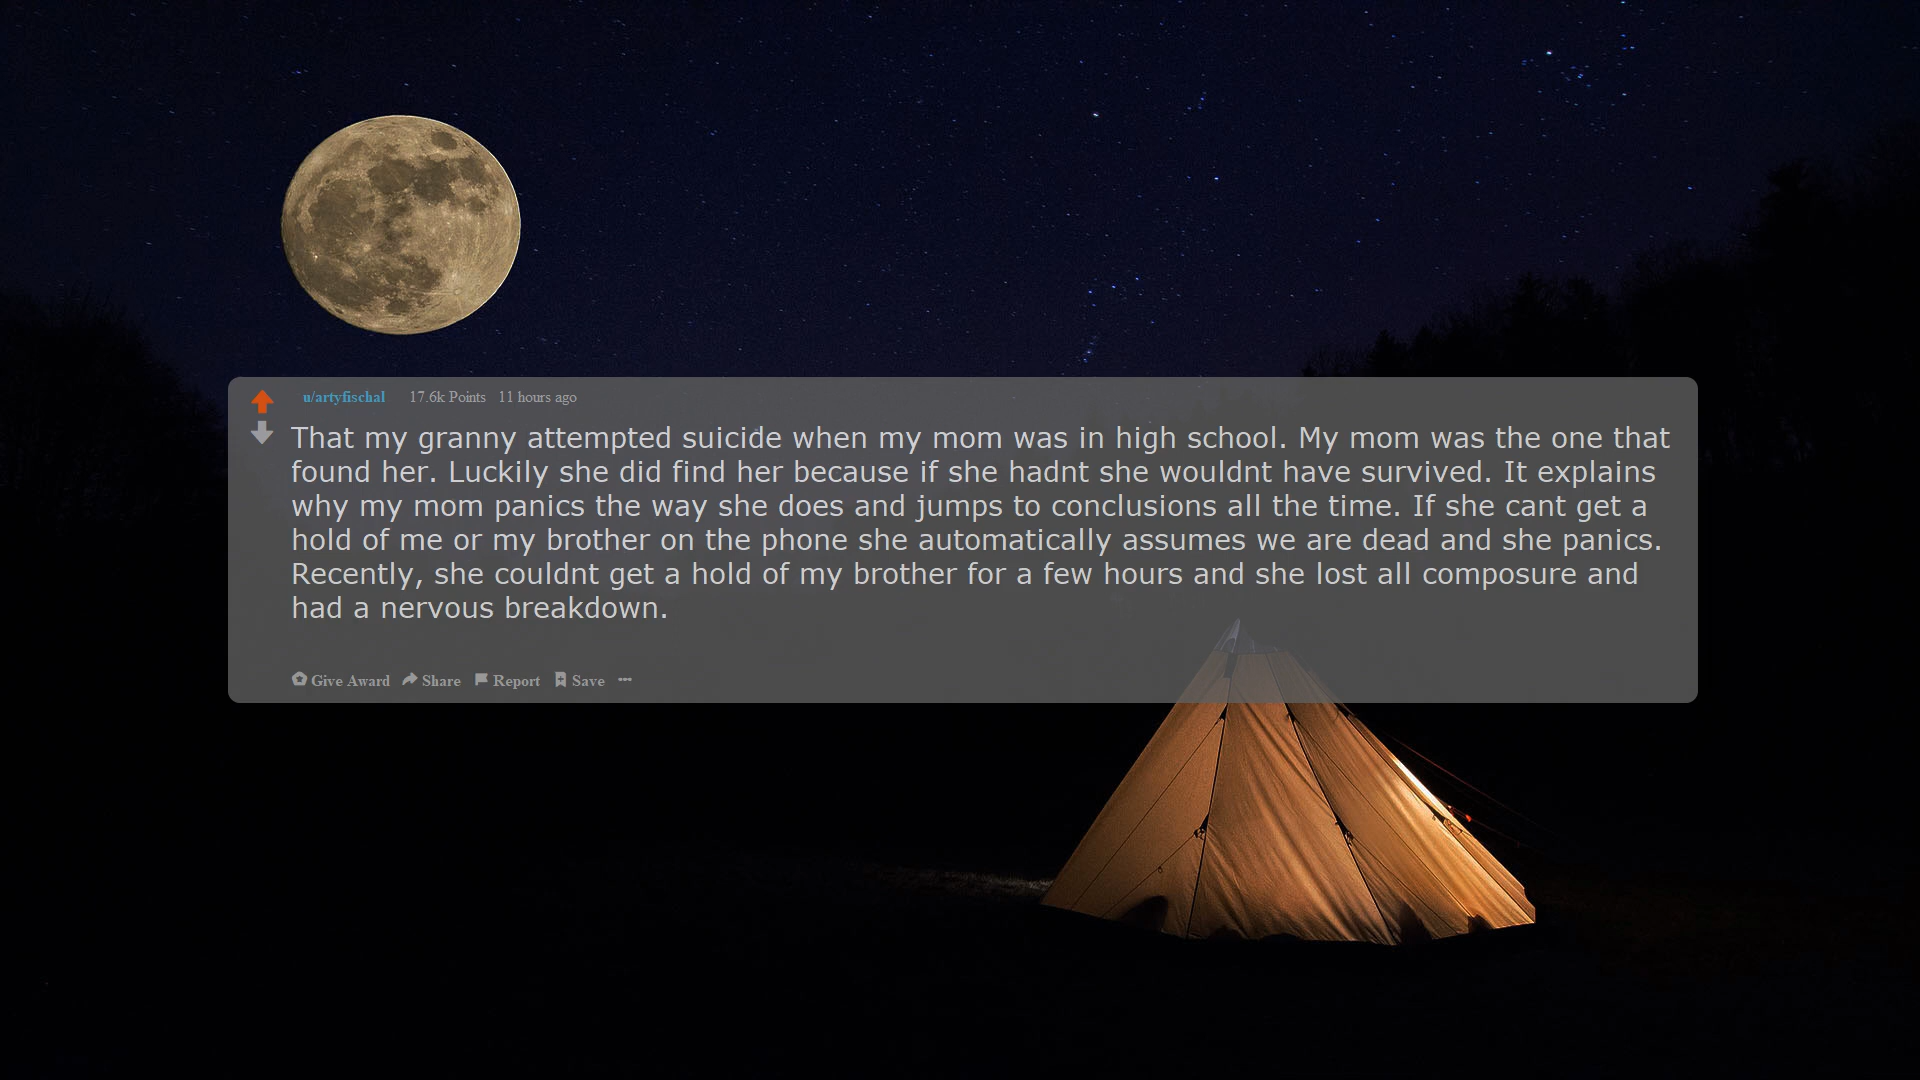 u/artyfischal 17.6k Points 11 hours ago
That my granny attempted suicide when my mom was in high school. My mom was the one that
found her. Luckily she did find her because if she hadnt she wouldnt have survived. It explains
why my mom panics the way she does and jumps to conclusions all the time. If she cant get a
hold of me or my brother on the phone she automatically assumes we are dead and she panics.
Recently, she couldnt get a hold of my brother for a few hours and she lost all composure and
had a nervous breakdown.
Give Award Share Report Save